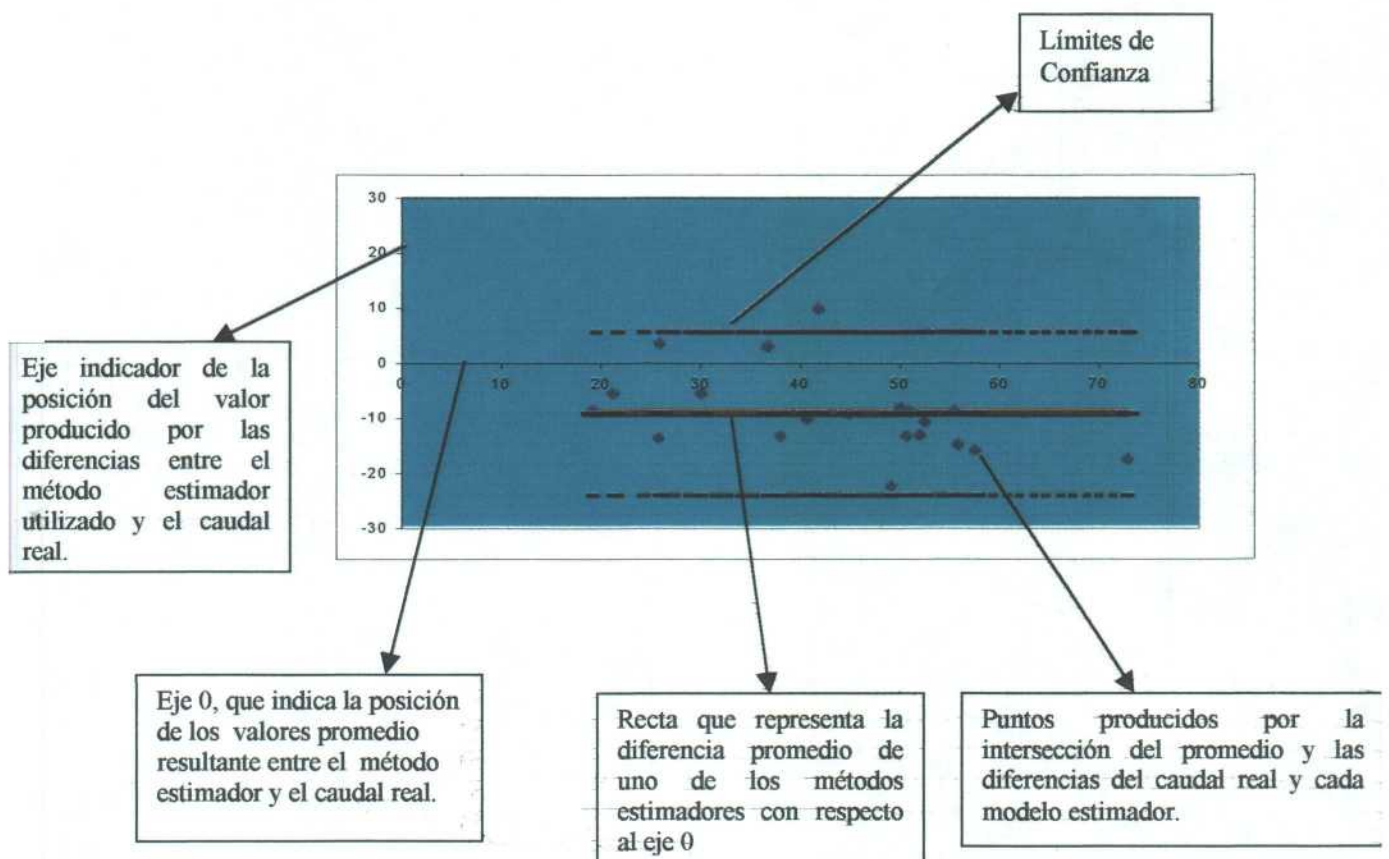 Límites de
Confianza
30
20
10
0
-10
-20
-30
0
10
20
30
40
50
60
70
80
Eje indicador de la
posición del valor
producido por las
diferencias entre el
método estimador
utilizado y el caudal
real.
Eje 0, que indica la posición
de los valores promedio
resultante entre el método
estimador y el caudal real.
Recta que representa la
diferencia promedio de
uno de los métodos
estimadores con respecto
al eje 0
Puntos producidos por la
intersección del promedio y las
diferencias del caudal real y cada
modelo estimador.